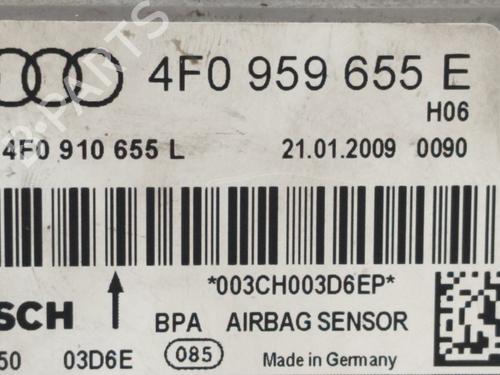 4F0 959 655 E
H06
4F0 910 655 L
21.01.2009 0090
*003CH003D6EP*
SCH
BPA AIRBAG SENSOR
50 03D6E
085
Made in Germany